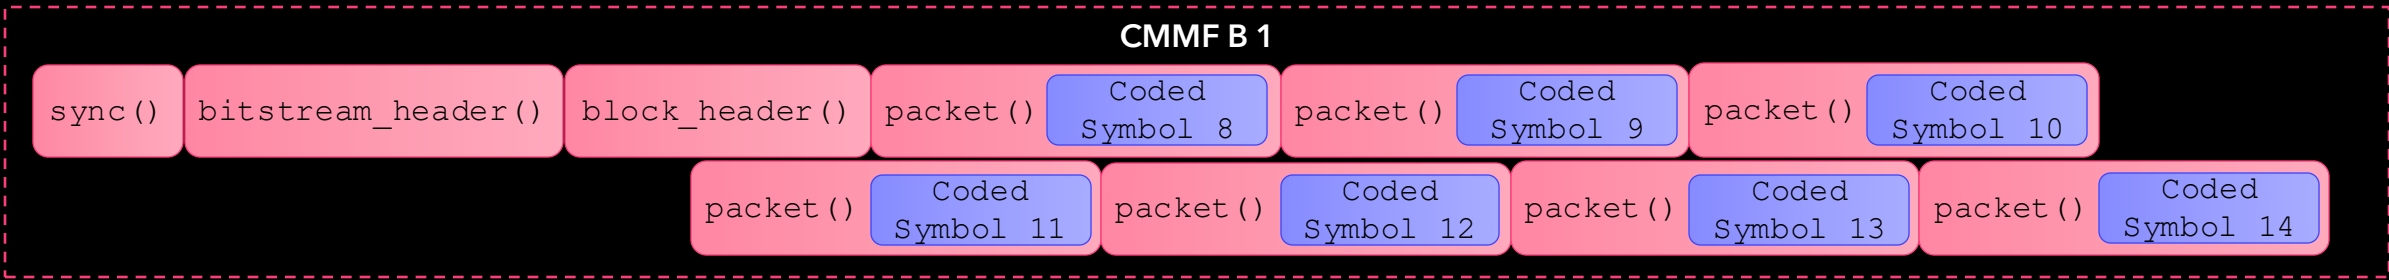 CMMF B 1
sync()
bitstream_header()
block_header()
packet()
Coded
Symbol 8
packet()
Coded
Symbol 9
packet()
Coded
Symbol 10
packet()
Coded
Symbol 11
packet()
Coded
Symbol 12
packet()
Coded
Symbol 13
packet()
Coded
Symbol 14